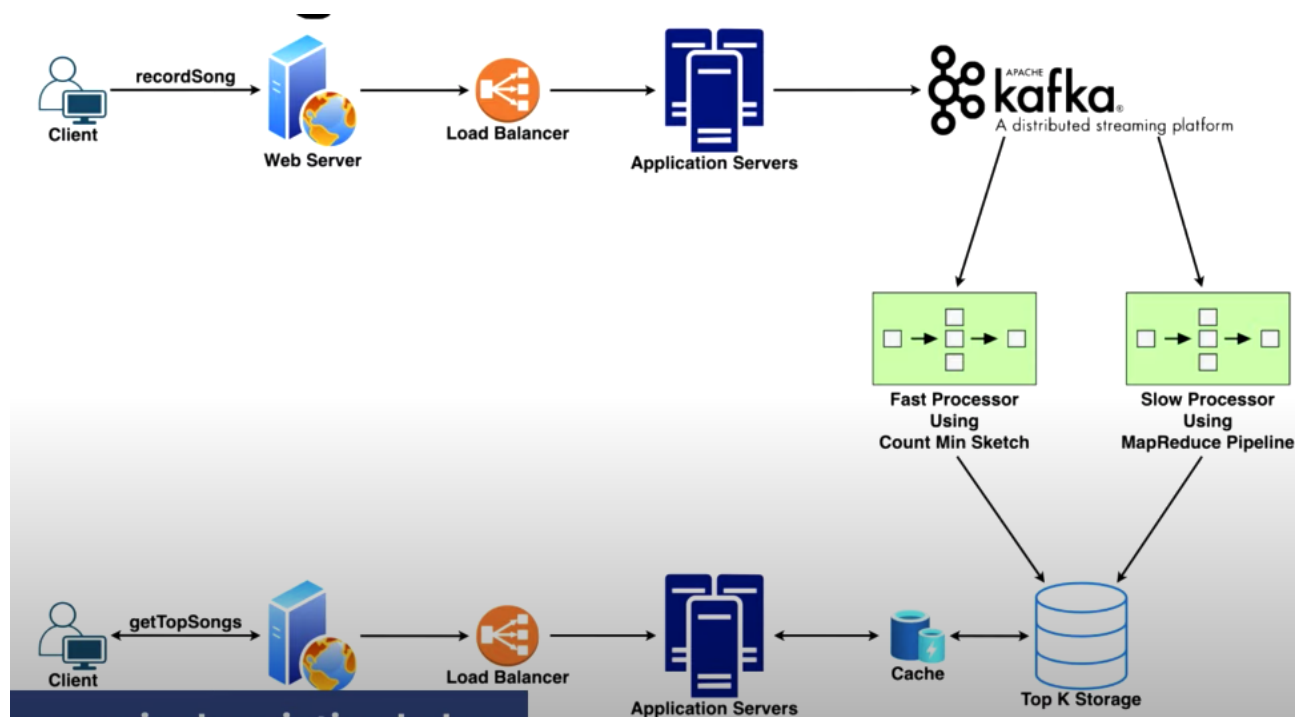 recordSong
Client
Web Server
Load Balancer
Application Servers
APACHE
kafka®
A distributed streaming platform
Fast Processor
Using
Count Min Sketch
Slow Processor
Using
MapReduce Pipeline
getTopSongs
Client
Load Balancer
Application Servers
Cache
Top K Storage